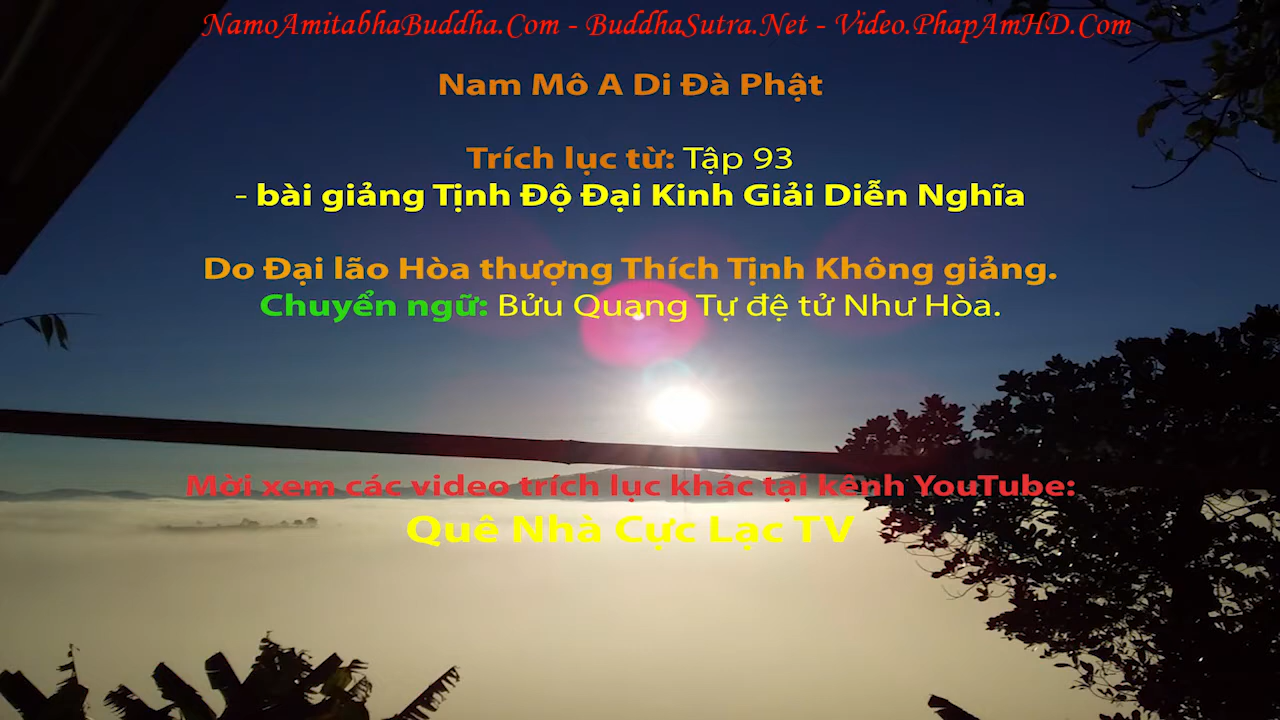 NamoAmitabhaBuddha.Com - BuddhaSutra.Net - Video.PhapAmHD.Com
Nam Mô A Di Đà Phật
Trích lục từ: Tập 93
- bài giảng Tịnh Độ Đại Kinh Giải Diễn Nghĩa
Do Đại lão Hòa thượng Thích Tịnh Không giảng.
Chuyển ngữ: Bửu Quang Tự đệ tử Như Hòa.
Mời xem các video trích lục khác tại kênh YouTube:
Quê Nhà Cực Lạc TV